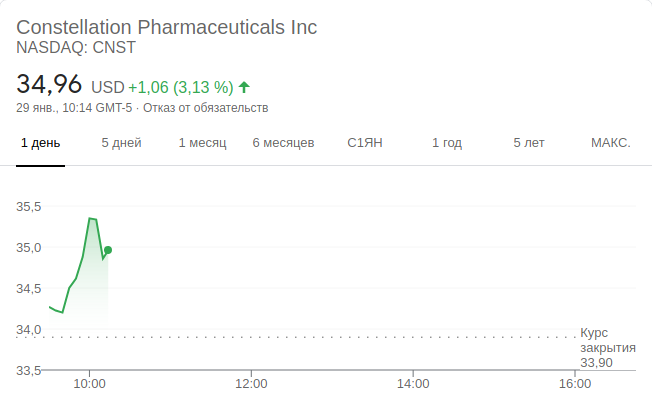 Constellation Pharmaceuticals Inc
NASDAQ: CNST
34,96 USD +1,06 (3,13 %)
29 янв., 10:14 GMT-5 · Отказ от обязательств
1 день 5 дней 1 месяц 6 месяцев С1ЯН 1 год 5 лет МАКС.
35,5
35,0
34,5
34,0
Курс
закрытия
33,90
33,5
10:00 12:00 14:00 16:00